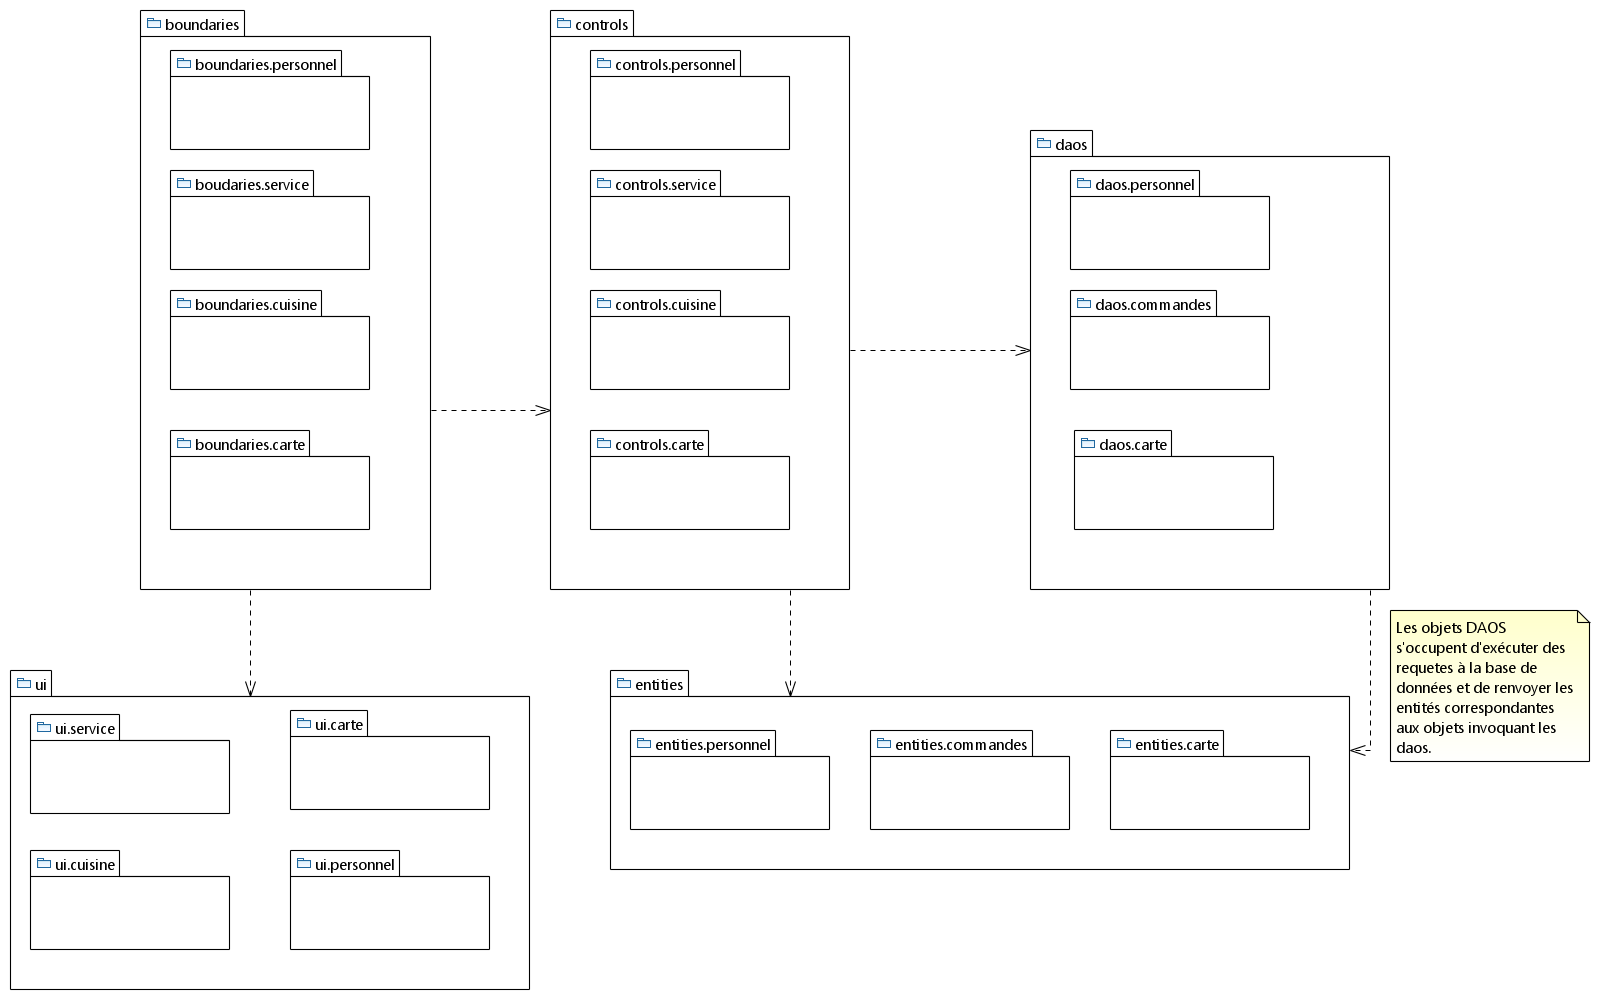 boundaries
boundaries.personnel
boudaries.service
boundaries.cuisine
boundaries.carte
controls
controls.personnel
controls.service
controls.cuisine
controls.carte
daos
daos.personnel
daos.commandes
daos.carte
Les objets DAOS
s'occupent d'exécuter des
requetes à la base de
données et de renvoyer les
entités correspondantes
aux objets invoquant les
daos.
ui
ui.service
ui.carte
ui.cuisine
ui.personnel
entities
entities.personnel
entities.commandes
entities.carte